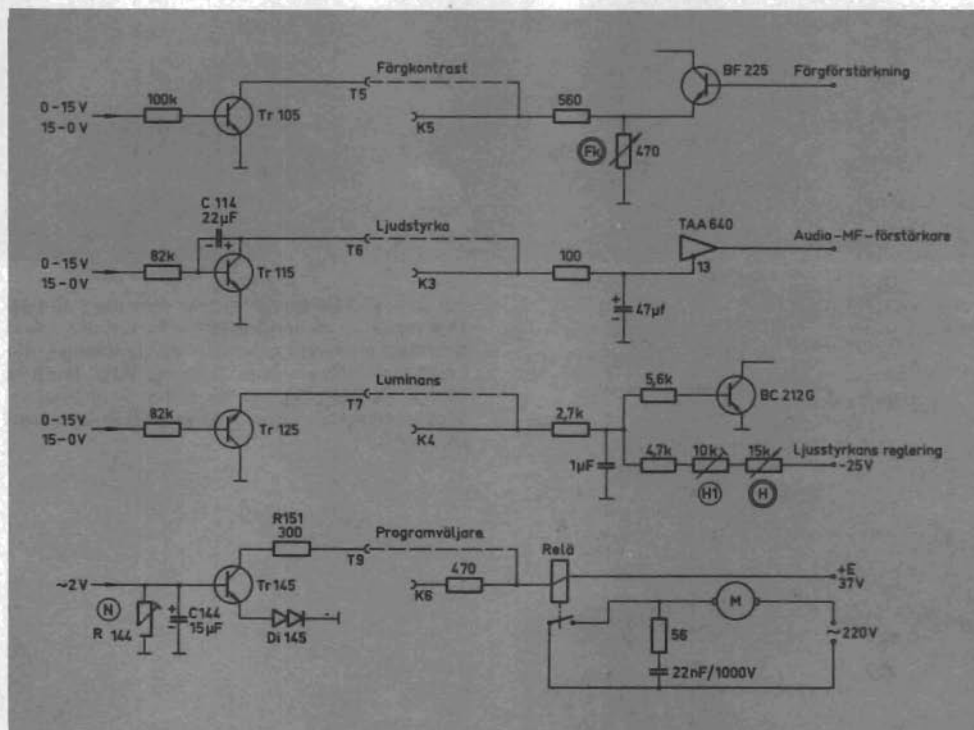 Färgkontrast
BF 225
Färgförstärkning
T5
0-15 V
15-0 V
100k
Tr 105
560
K5
Fk
470
C 114
22µF
Ljudstyrka
TAA 640
Audio-MF-förstärkare
T6
0-15V
15-0V
82k
Tr 115
100
13
K3
47µf
Luminans
5,6k
BC 212G
T7
0-15V
15-0V
82k
Tr 125
2,7k
K4
1µF
4,7k
10k
15k
Ljusstyrkans reglering
-25V
H1
H
R151
300
Programväljare
T9
Relä
~2V
Tr145
470
K6
+E
37V
N
R 144
C144
15µF
Di 145
M
56
~220V
22nF/1000V